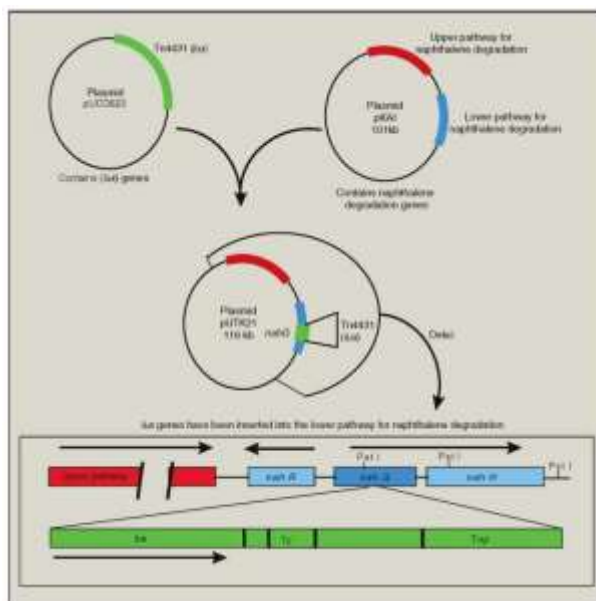 Tn4431 (lux)
Plasmid
pUCD623
Contains (lux) genes
Upper pathway for
naphthalene degradation
Plasmid
pKA1
101kb
Lower pathway for
naphthalene degradation
Contains naphthalene
degradation genes
Plasmid
pUTK21
116 kb
nahG
Tn4431
(lux)
Detail
lux genes have been inserted into the lower pathway for naphthalene degradation
Pst I
Pst I
Pst I
nah R
nah G
nah H
lux
Tc
Tnp